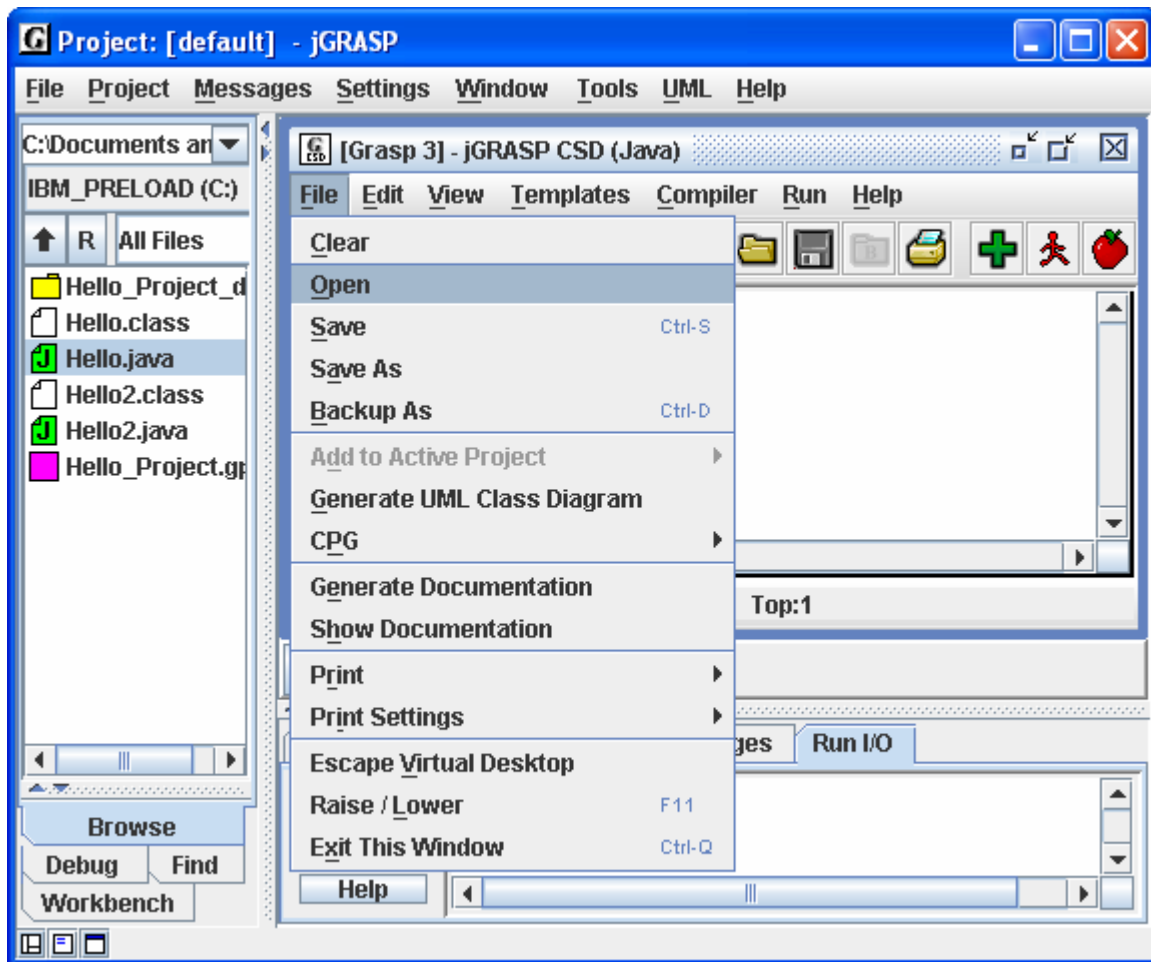 Project: [default] - jGRASP
File Project Messages Settings Window Tools UML Help
C:\Documents an
IBM_PRELOAD (C:)
R All Files
Hello_Project_d
Hello.class
Hello.java
Hello2.class
Hello2.java
Hello_Project.gp
Browse
Debug Find
Workbench
[Grasp 3] - jGRASP CSD (Java)
File Edit View Templates Compiler Run Help
Clear
Open
Save Ctrl-S
Save As
Backup As Ctrl-D
Add to Active Project
Generate UML Class Diagram
CPG
Generate Documentation
Show Documentation
Print
Print Settings
Escape Virtual Desktop
Raise / Lower F11
Exit This Window Ctrl-Q
Top:1
ges Run I/O
Help